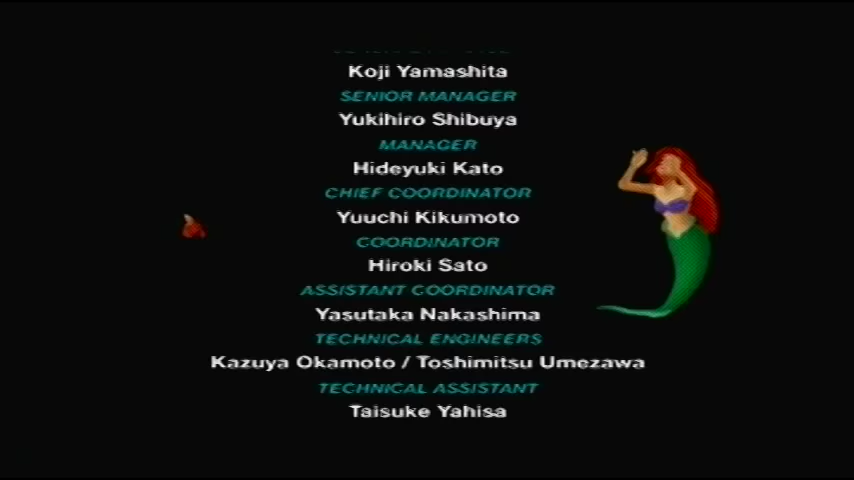 Koji Yamashita
SENIOR MANAGER
Yukihiro Shibuya
MANAGER
Hideyuki Kato
CHIEF COORDINATOR
Yuuchi Kikumoto
COORDINATOR
Hiroki Sato
ASSISTANT COORDINATOR
Yasutaka Nakashima
TECHNICAL ENGINEERS
Kazuya Okamoto / Toshimitsu Umezawa
TECHNICAL ASSISTANT
Taisuke Yahisa